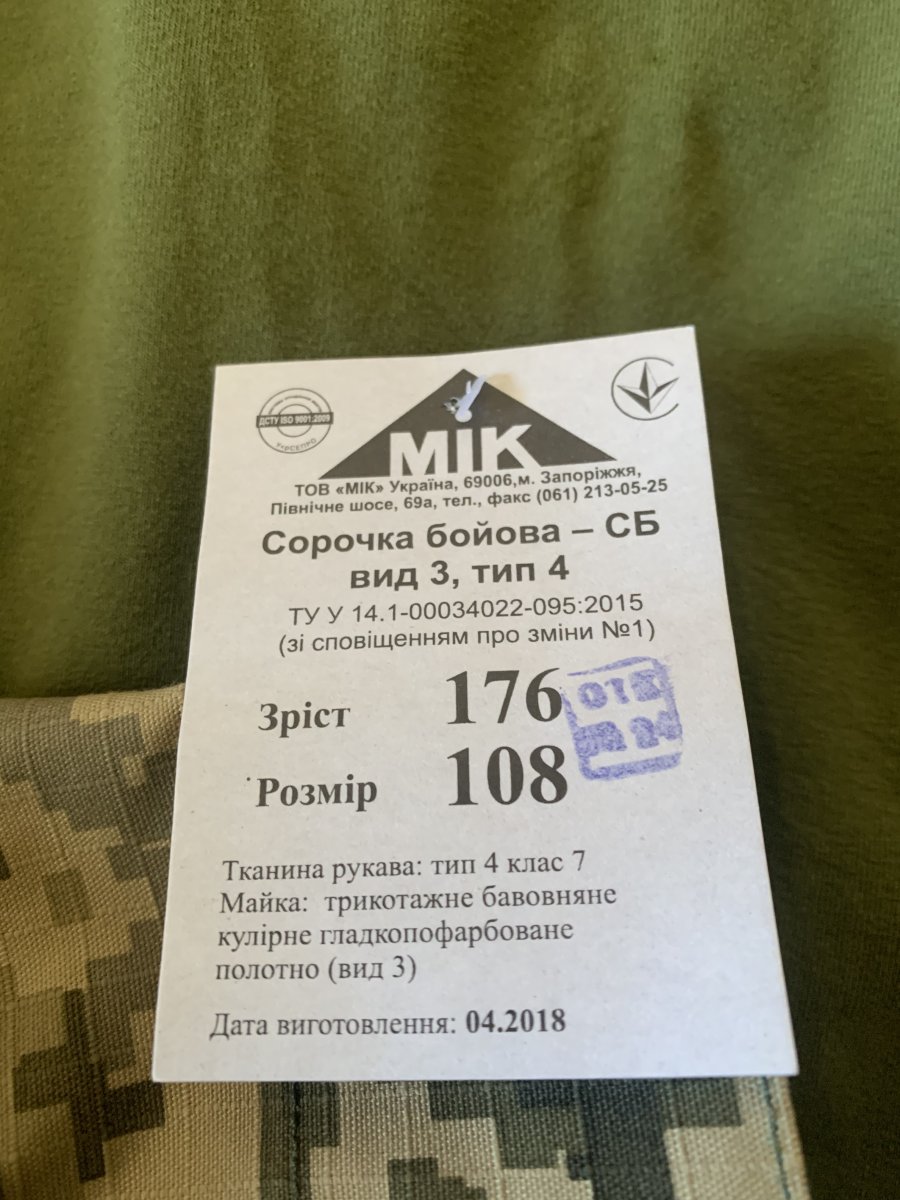 ДСТУ ISO 9001:2009
УкрСЕПРО
МІК
ТОВ «МІК» Україна, 69006,м. Запоріжжя,
Північне шосе, 69а, тел., факс (061) 213-05-25
Сорочка бойова – СБ
вид 3, тип 4
ТУ У 14.1-00034022-095:2015
(зі сповіщенням про зміни №1)
Зріст 176
Розмір 108
Тканина рукава: тип 4 клас 7
Майка: трикотажне бавовняне
кулірне гладкопофарбоване
полотно (вид 3)
Дата виготовлення: 04.2018